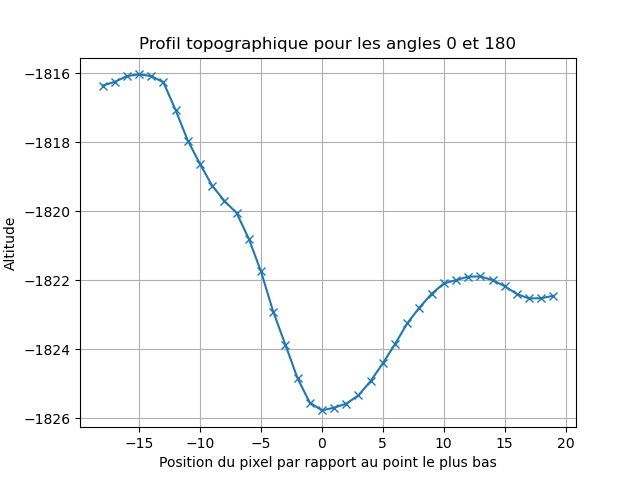 Profil topographique pour les angles 0 et 180
−1816
−1818
−1820
−1822
−1824
−1826
Altitude
−15 −10 −5 0 5 10 15 20
Position du pixel par rapport au point le plus bas